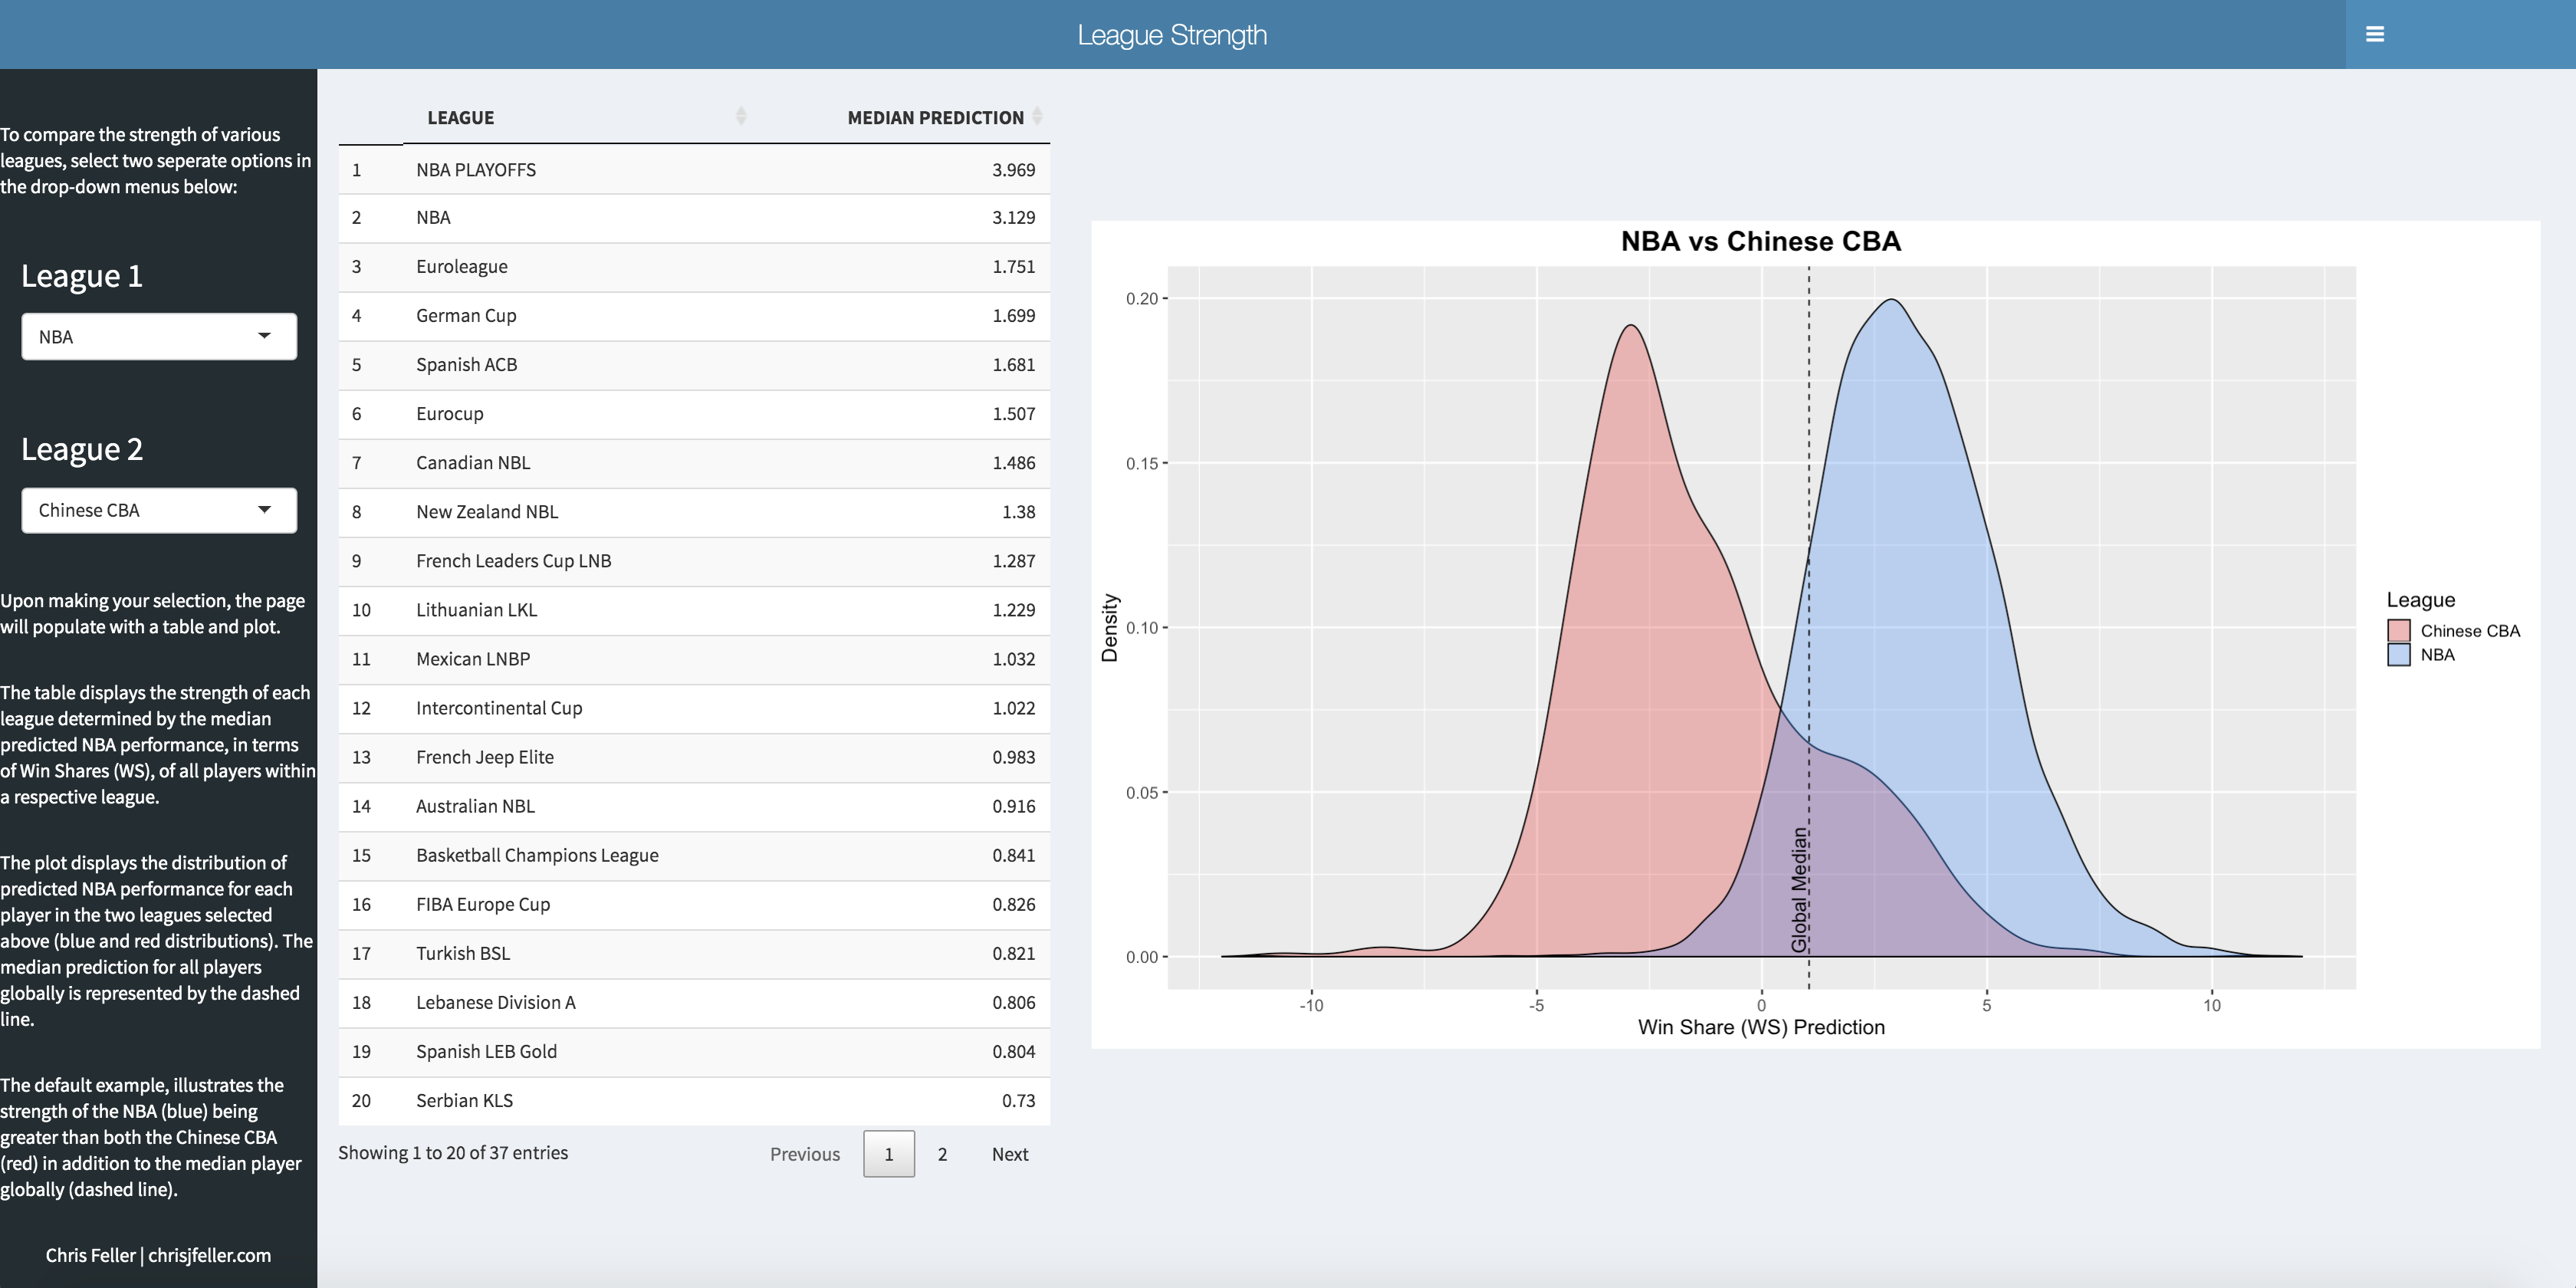 League Strength
To compare the strength of various
leagues, select two seperate options in
the drop-down menus below:
League 1
NBA
League 2
Chinese CBA
Upon making your selection, the page
will populate with a table and plot.
The table displays the strength of each
league determined by the median
predicted NBA performance, in terms
of Win Shares (WS), of all players within
a respective league.
The plot displays the distribution of
predicted NBA performance for each
player in the two leagues selected
above (blue and red distributions). The
median prediction for all players
globally is represented by the dashed
line.
The default example, illustrates the
strength of the NBA (blue) being
greater than both the Chinese CBA
(red) in addition to the median player
globally (dashed line).
Chris Feller | chrisjfeller.com
LEAGUE MEDIAN PREDICTION
1 NBA PLAYOFFS 3.969
2 NBA 3.129
3 Euroleague 1.751
4 German Cup 1.699
5 Spanish ACB 1.681
6 Eurocup 1.507
7 Canadian NBL 1.486
8 New Zealand NBL 1.38
9 French Leaders Cup LNB 1.287
10 Lithuanian LKL 1.229
11 Mexican LNBP 1.032
12 Intercontinental Cup 1.022
13 French Jeep Elite 0.983
14 Australian NBL 0.916
15 Basketball Champions League 0.841
16 FIBA Europe Cup 0.826
17 Turkish BSL 0.821
18 Lebanese Division A 0.806
19 Spanish LEB Gold 0.804
20 Serbian KLS 0.73
Showing 1 to 20 of 37 entries
Previous 1 2 Next
NBA vs Chinese CBA
Density
0.20
0.15
0.10
0.05
0.00
Global Median
-10 -5 0 5 10
Win Share (WS) Prediction
League
Chinese CBA
NBA